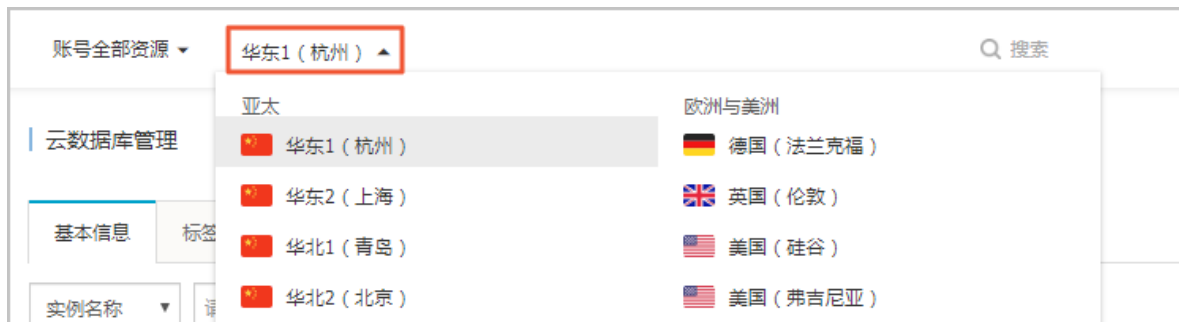 账号全部资源
华东1（杭州）
搜索
亚太
欧洲与美洲
云数据库管理
华东1（杭州）
德国（法兰克福）
华东2（上海）
英国（伦敦）
基本信息
标签
华北1（青岛）
美国（硅谷）
实例名称
华北2（北京）
美国（弗吉尼亚）